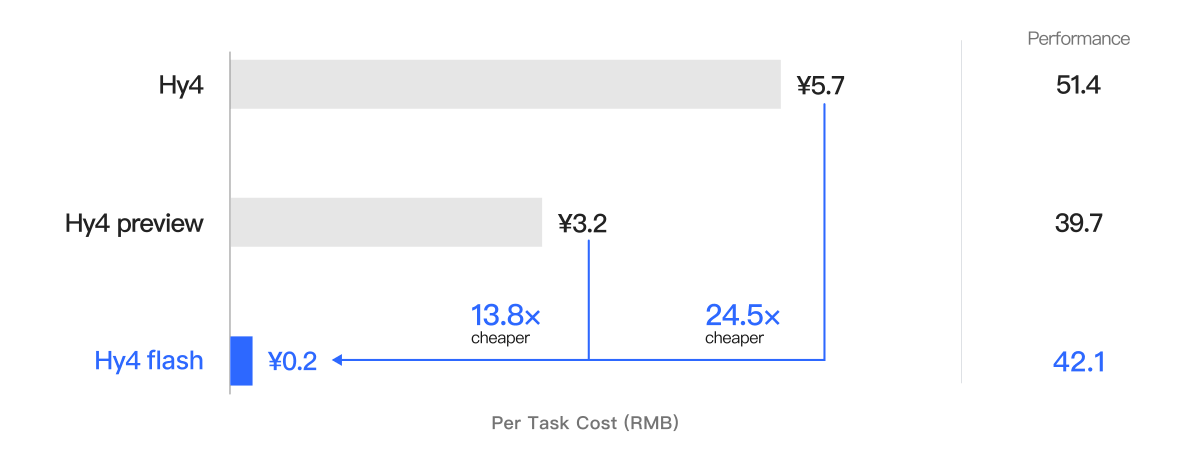 Performance
Hy4 ¥5.7 51.4
Hy4 preview ¥3.2 39.7
13.8× 24.5×
cheaper cheaper
Hy4 flash ¥0.2 42.1
Per Task Cost (RMB)